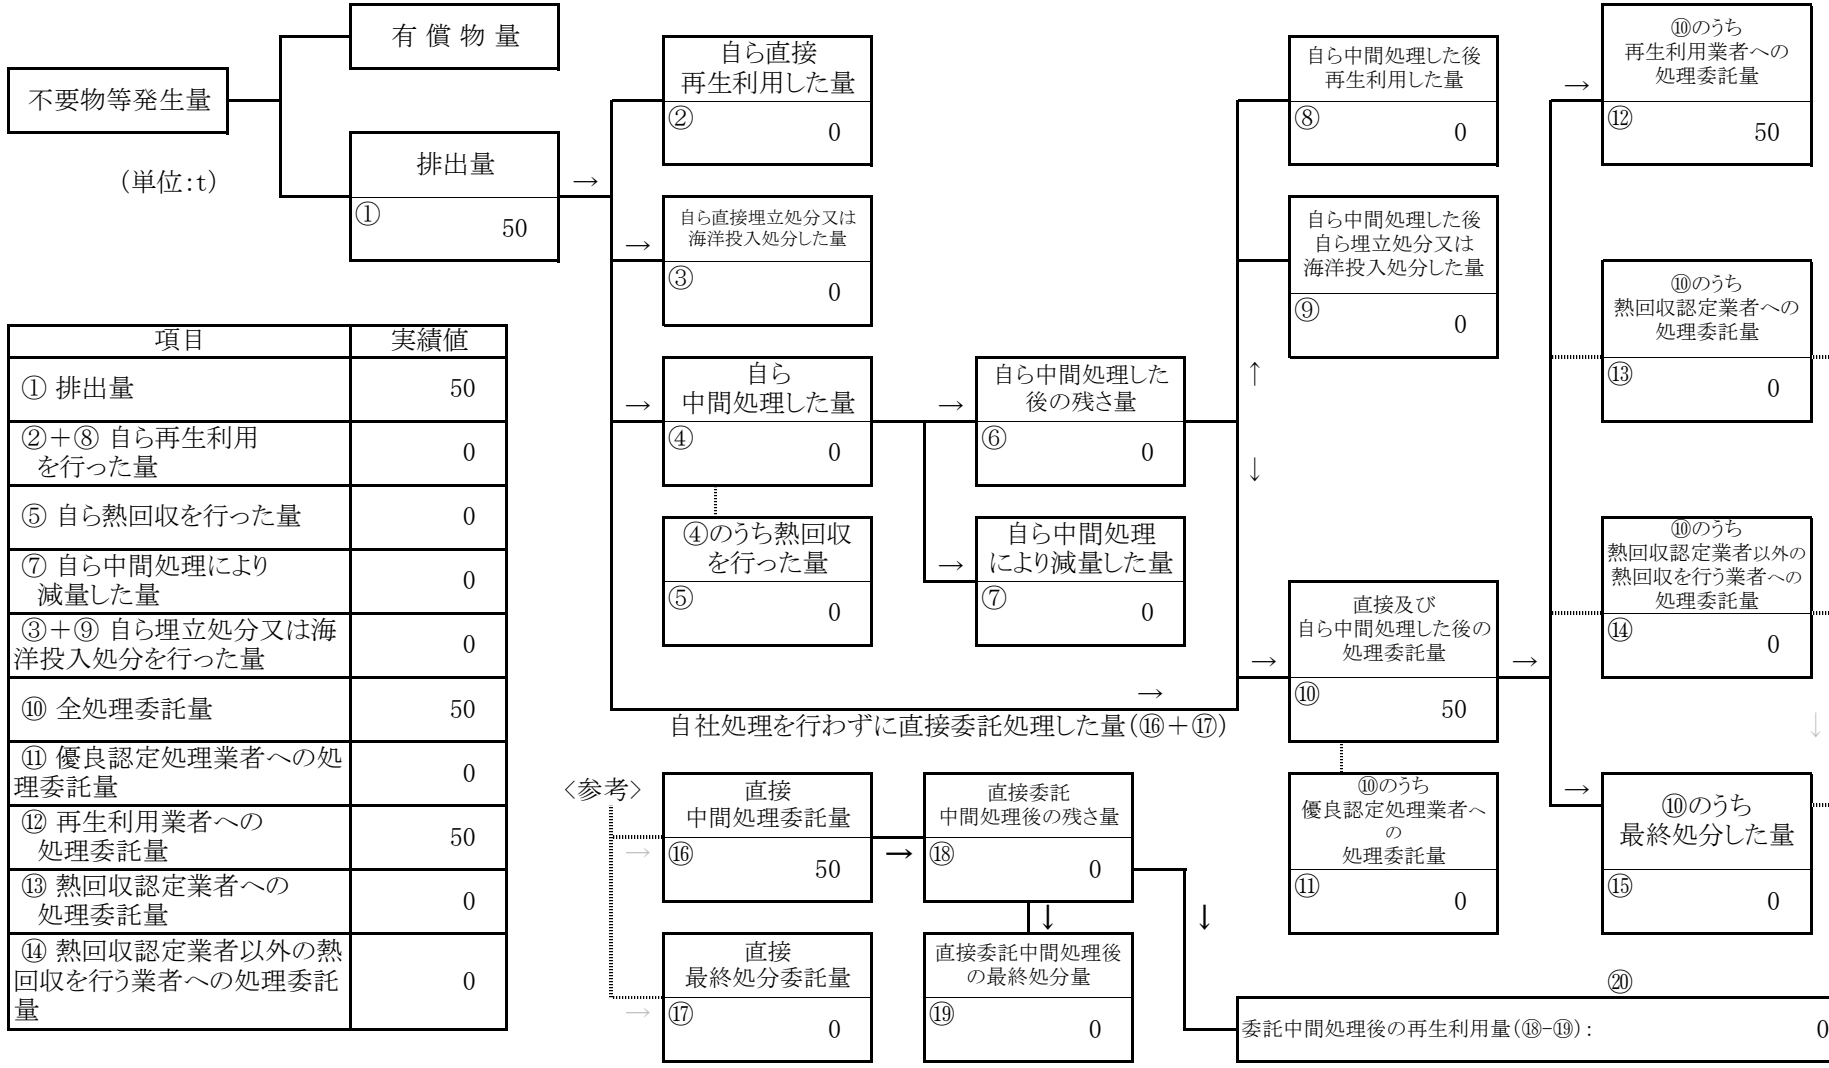 有 償 物 量
不要物等発生量
(単位:t)
排出量
①
50
→
自ら直接
再生利用した量
②
0
→
自ら直接埋立処分又は
海洋投入処分した量
③
0
→
自ら
中間処理した量
④
0
④のうち熱回収
を行った量
⑤
0
→
自ら中間処理した
後の残さ量
⑥
0
→
自ら中間処理
により減量した量
⑦
0
自ら中間処理した後
再生利用した量
⑧
0
自ら中間処理した後
自ら埋立処分又は
海洋投入処分した量
⑨
0
↑
↓
→
自社処理を行わずに直接委託処理した量(⑯+⑰)
→
直接及び
自ら中間処理した後の
処理委託量
⑩
50
⑩のうち
優良認定処理業者へ
の
処理委託量
⑪
0
→
→
⑩のうち
再生利用業者への
処理委託量
⑫
50
⑩のうち
熱回収認定業者への
処理委託量
⑬
0
⑩のうち
熱回収認定業者以外の
熱回収を行う業者への
処理委託量
⑭
0
↓
→
⑩のうち
最終処分した量
⑮
0
項目 実績値
① 排出量 50
②+⑧ 自ら再生利用
を行った量 0
⑤ 自ら熱回収を行った量 0
⑦ 自ら中間処理により
減量した量 0
③+⑨ 自ら埋立処分又は海
洋投入処分を行った量 0
⑩ 全処理委託量 50
⑪ 優良認定処理業者への処
理委託量 0
⑫ 再生利用業者への
処理委託量 50
⑬ 熱回収認定業者への
処理委託量 0
⑭ 熱回収認定業者以外の熱
回収を行う業者への処理委託
量 0
<参考>
→
直接
中間処理委託量
⑯
50
→
直接委託
中間処理後の残さ量
⑱
0
↓
↓
→
直接
最終処分委託量
⑰
0
直接委託中間処理後
の最終処分量
⑲
0
⑳
委託中間処理後の再生利用量(⑱-⑲): 0